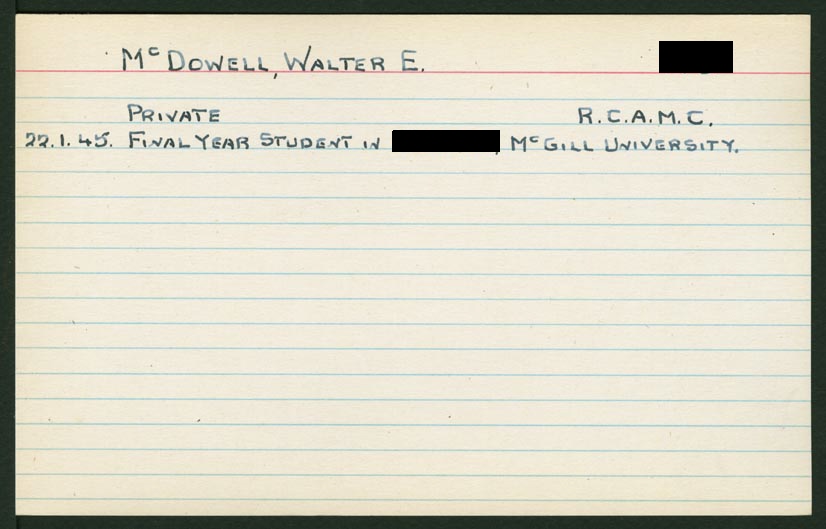 McDOWELL, WALTER E.
PRIVATE R.C.A.M.C.
22.1.45. FINAL YEAR STUDENT IN , McGILL UNIVERSITY.